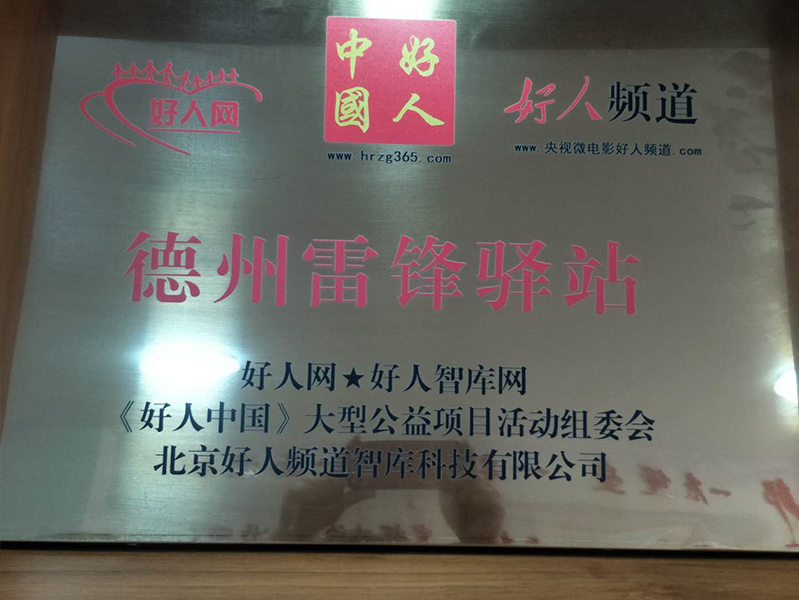 好人网
中好
國人
www.hrzg365.com
好人频道
www.央视微电影好人频道.com
德州雷锋驿站
好人网★好人智库网
《好人中国》大型公益项目活动组委会
北京好人频道智库科技有限公司